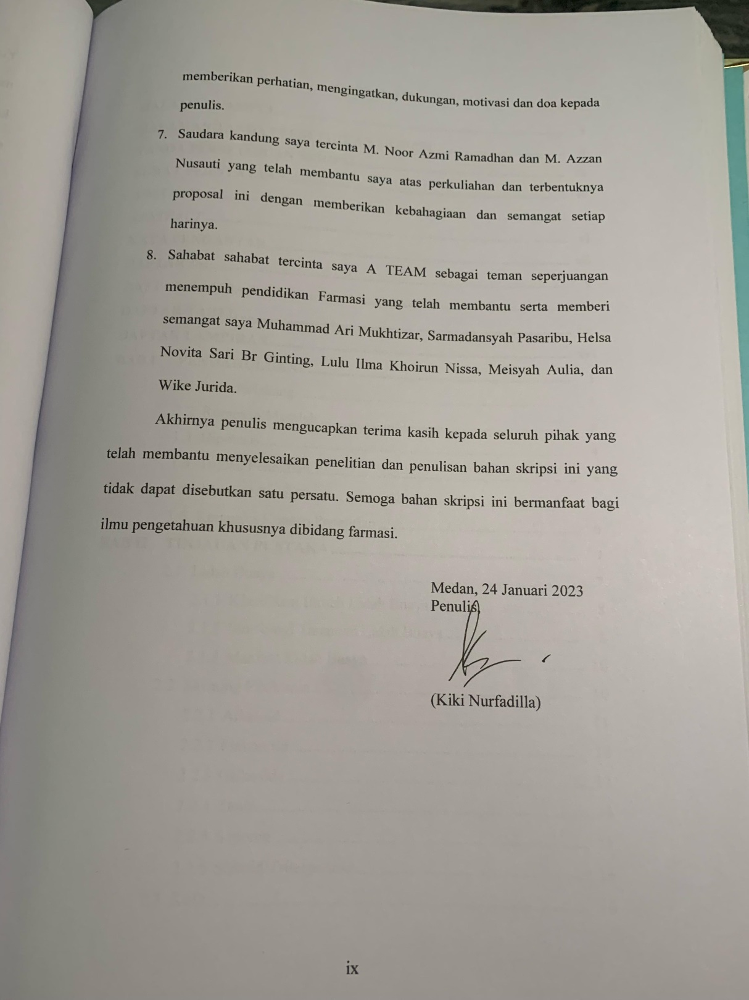 memberikan perhatian, mengingatkan, dukungan, motivasi dan doa kepada
penulis.
7. Saudara kandung saya tercinta M. Noor Azmi Ramadhan dan M. Azzan
Nusauti yang telah membantu saya atas perkuliahan dan terbentuknya
proposal ini dengan memberikan kebahagiaan dan semangat setiap
harinya.
8. Sahabat sahabat tercinta saya A TEAM sebagai teman seperjuangan
menempuh pendidikan Farmasi yang telah membantu serta memberi
semangat saya Muhammad Ari Mukhtizar, Sarmadansyah Pasaribu, Helsa
Novita Sari Br Ginting, Lulu Ilma Khoirun Nissa, Meisyah Aulia, dan
Wike Jurida.
Akhirnya penulis mengucapkan terima kasih kepada seluruh pihak yang
telah membantu menyelesaikan penelitian dan penulisan bahan skripsi ini yang
tidak dapat disebutkan satu persatu. Semoga bahan skripsi ini bermanfaat bagi
ilmu pengetahuan khususnya dibidang farmasi.
Medan, 24 Januari 2023
Penulis,
(Kiki Nurfadilla)
ix